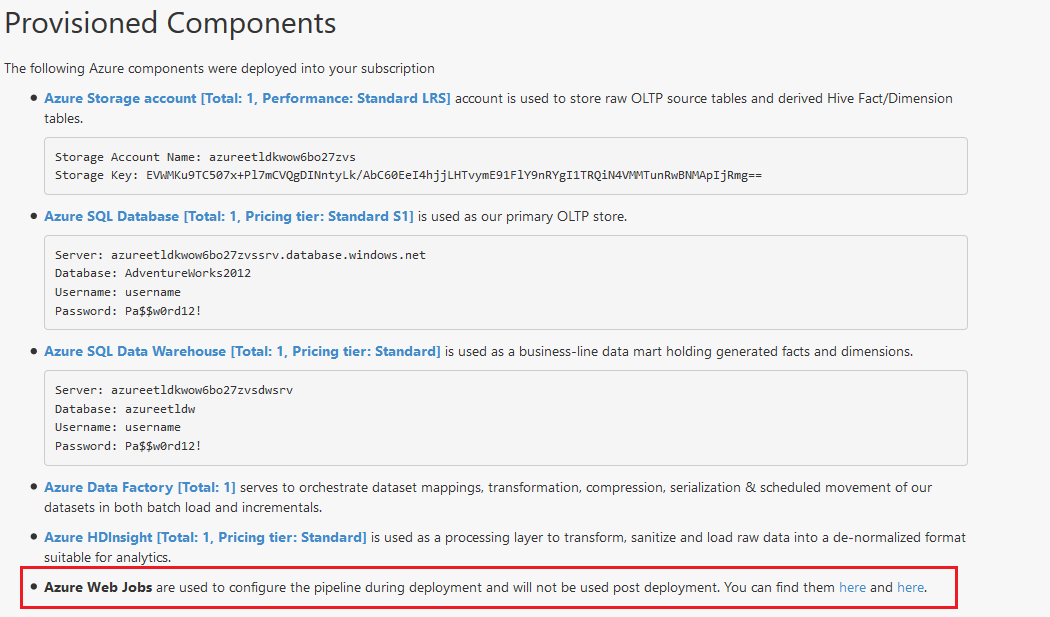 Provisioned Components
The following Azure components were deployed into your subscription
Azure Storage account [Total: 1, Performance: Standard LRS] account is used to store raw OLTP source tables and derived Hive Fact/Dimension
tables.
Storage Account Name: azureetldkwow6bo27zvs
Storage Key: EVWMKu9TC507x+Pl7mCVQgDINntyLk/AbC60EeI4hjjLHTvymE91FlY9nRYgI1TRQiN4VMMTunRwBNMApIjRmg==
Azure SQL Database [Total: 1, Pricing tier: Standard S1] is used as our primary OLTP store.
Server: azureetldkwow6bo27zvssrv.database.windows.net
Database: AdventureWorks2012
Username: username
Password: Pa$$w0rd12!
Azure SQL Data Warehouse [Total: 1, Pricing tier: Standard] is used as a business-line data mart holding generated facts and dimensions.
Server: azureetldkwow6bo27zvsdwsrv
Database: azureetldw
Username: username
Password: Pa$$w0rd12!
Azure Data Factory [Total: 1] serves to orchestrate dataset mappings, transformation, compression, serialization & scheduled movement of our
datasets in both batch load and incrementals.
Azure HDInsight [Total: 1, Pricing tier: Standard] is used as a processing layer to transform, sanitize and load raw data into a de-normalized format
suitable for analytics.
Azure Web Jobs are used to configure the pipeline during deployment and will not be used post deployment. You can find them here and here.